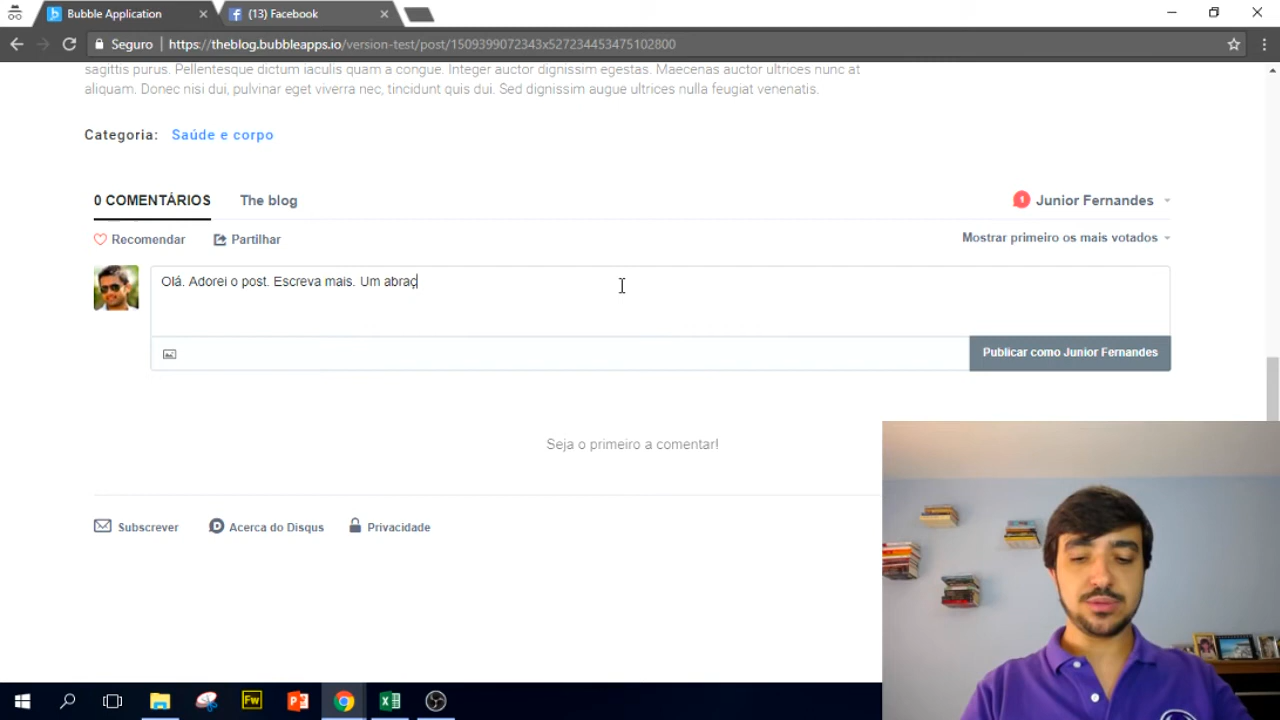 Bubble Application
(13) Facebook
Seguro
https://theblog.bubbleapps.io/version-test/post/1509399072343x527234453475102800
sagittis purus. Pellentesque dictum iaculis quam a congue. Integer auctor dignissim egestas. Maecenas auctor ultrices nunc at
aliquam. Donec nisi dui, pulvinar eget viverra nec, tincidunt quis dui. Sed dignissim augue ultrices nulla feugiat venenatis.
Categoria: Saúde e corpo
0 COMENTÁRIOS
The blog
1
Junior Fernandes
Recomendar
Partilhar
Mostrar primeiro os mais votados
Olá. Adorei o post. Escreva mais. Um abraç
Publicar como Junior Fernandes
Seja o primeiro a comentar!
Subscrever
Acerca do Disqus
Privacidade
Fw